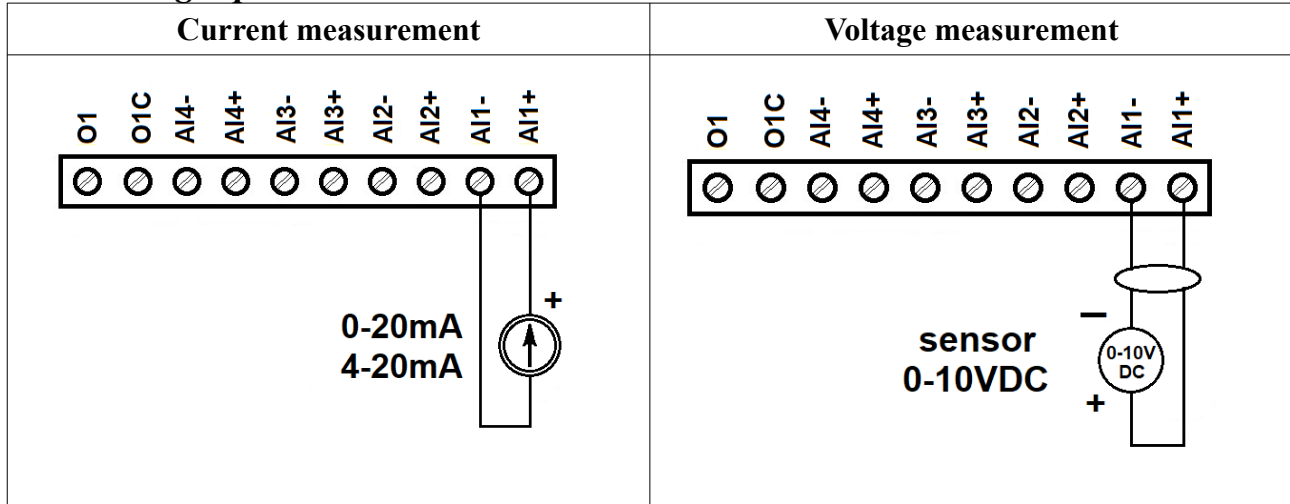 Current measurement
Voltage measurement
O1 O1C AI4- AI4+ AI3- AI3+ AI2- AI2+ AI1- AI1+
+
0-20mA
4-20mA
O1 O1C AI4- AI4+ AI3- AI3+ AI2- AI2+ AI1- AI1+
–
sensor
0-10VDC
0-10V
DC
+